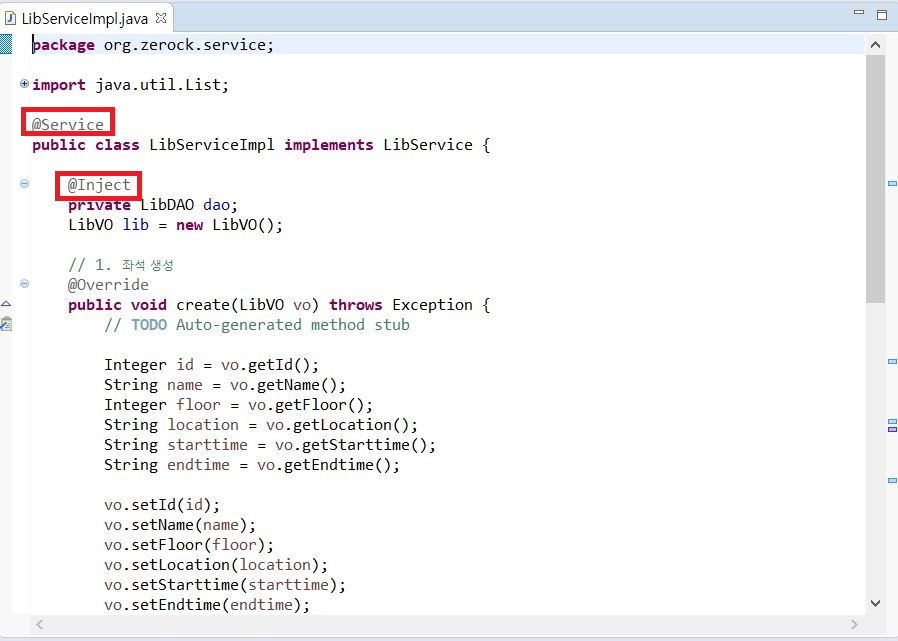 LibServiceImpl.java
package org.zerock.service;
import java.util.List;
@Service
public class LibServiceImpl implements LibService {
@Inject
private LibDAO dao;
LibVO lib = new LibVO();
// 1. 좌석 생성
@Override
public void create(LibVO vo) throws Exception {
// TODO Auto-generated method stub
Integer id = vo.getId();
String name = vo.getName();
Integer floor = vo.getFloor();
String location = vo.getLocation();
String starttime = vo.getStarttime();
String endtime = vo.getEndtime();
vo.setId(id);
vo.setName(name);
vo.setFloor(floor);
vo.setLocation(location);
vo.setStarttime(starttime);
vo.setEndtime(endtime);